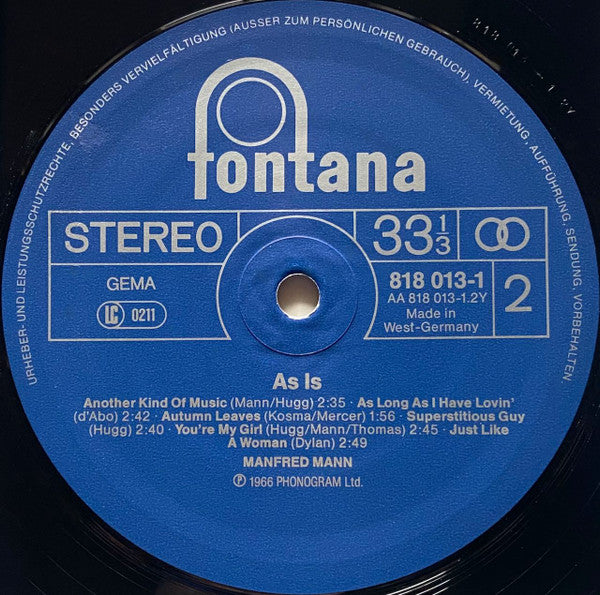 URHEBER- UND LEISTUNGSSCHUTZRECHTE, BESONDERS VERVIELFÄLTIGUNG (AUSSER ZUM PERSÖNLICHEN GEBRAUCH), VERMIETUNG, AUFFÜHRUNG, SENDUNG, VORBEHALTEN
fontana
STEREO
33 1/3
GEMA
LC 0211
818 013-1
AA 818 013-1.2Y
Made in
West-Germany
2
As Is
Another Kind Of Music (Mann/Hugg) 2:35 · As Long As I Have Lovin'
(d'Abo) 2:42 · Autumn Leaves (Kosma/Mercer) 1:56 · Superstitious Guy
(Hugg) 2:40 · You're My Girl (Hugg/Mann/Thomas) 2:45 · Just Like
A Woman (Dylan) 2:49
MANFRED MANN
Ⓟ 1966 PHONOGRAM Ltd.